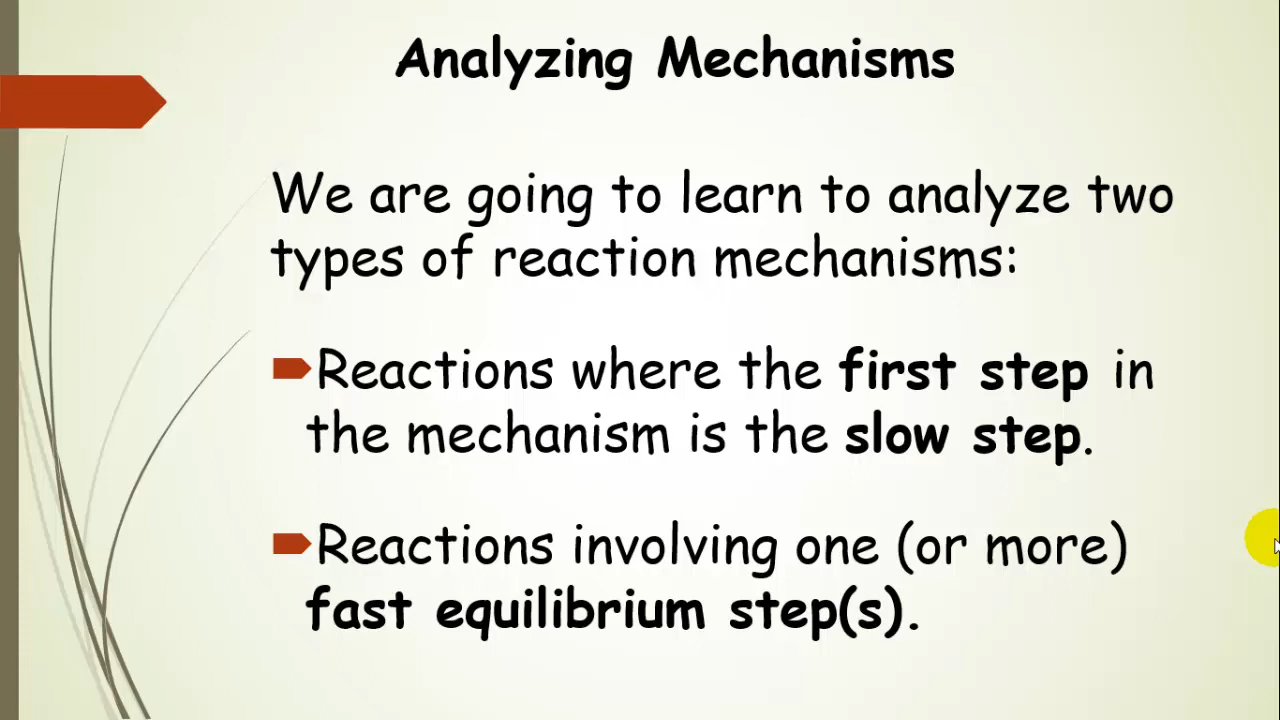 Analyzing Mechanisms
We are going to learn to analyze two
types of reaction mechanisms:
Reactions where the first step in
the mechanism is the slow step.
Reactions involving one (or more)
fast equilibrium step(s).